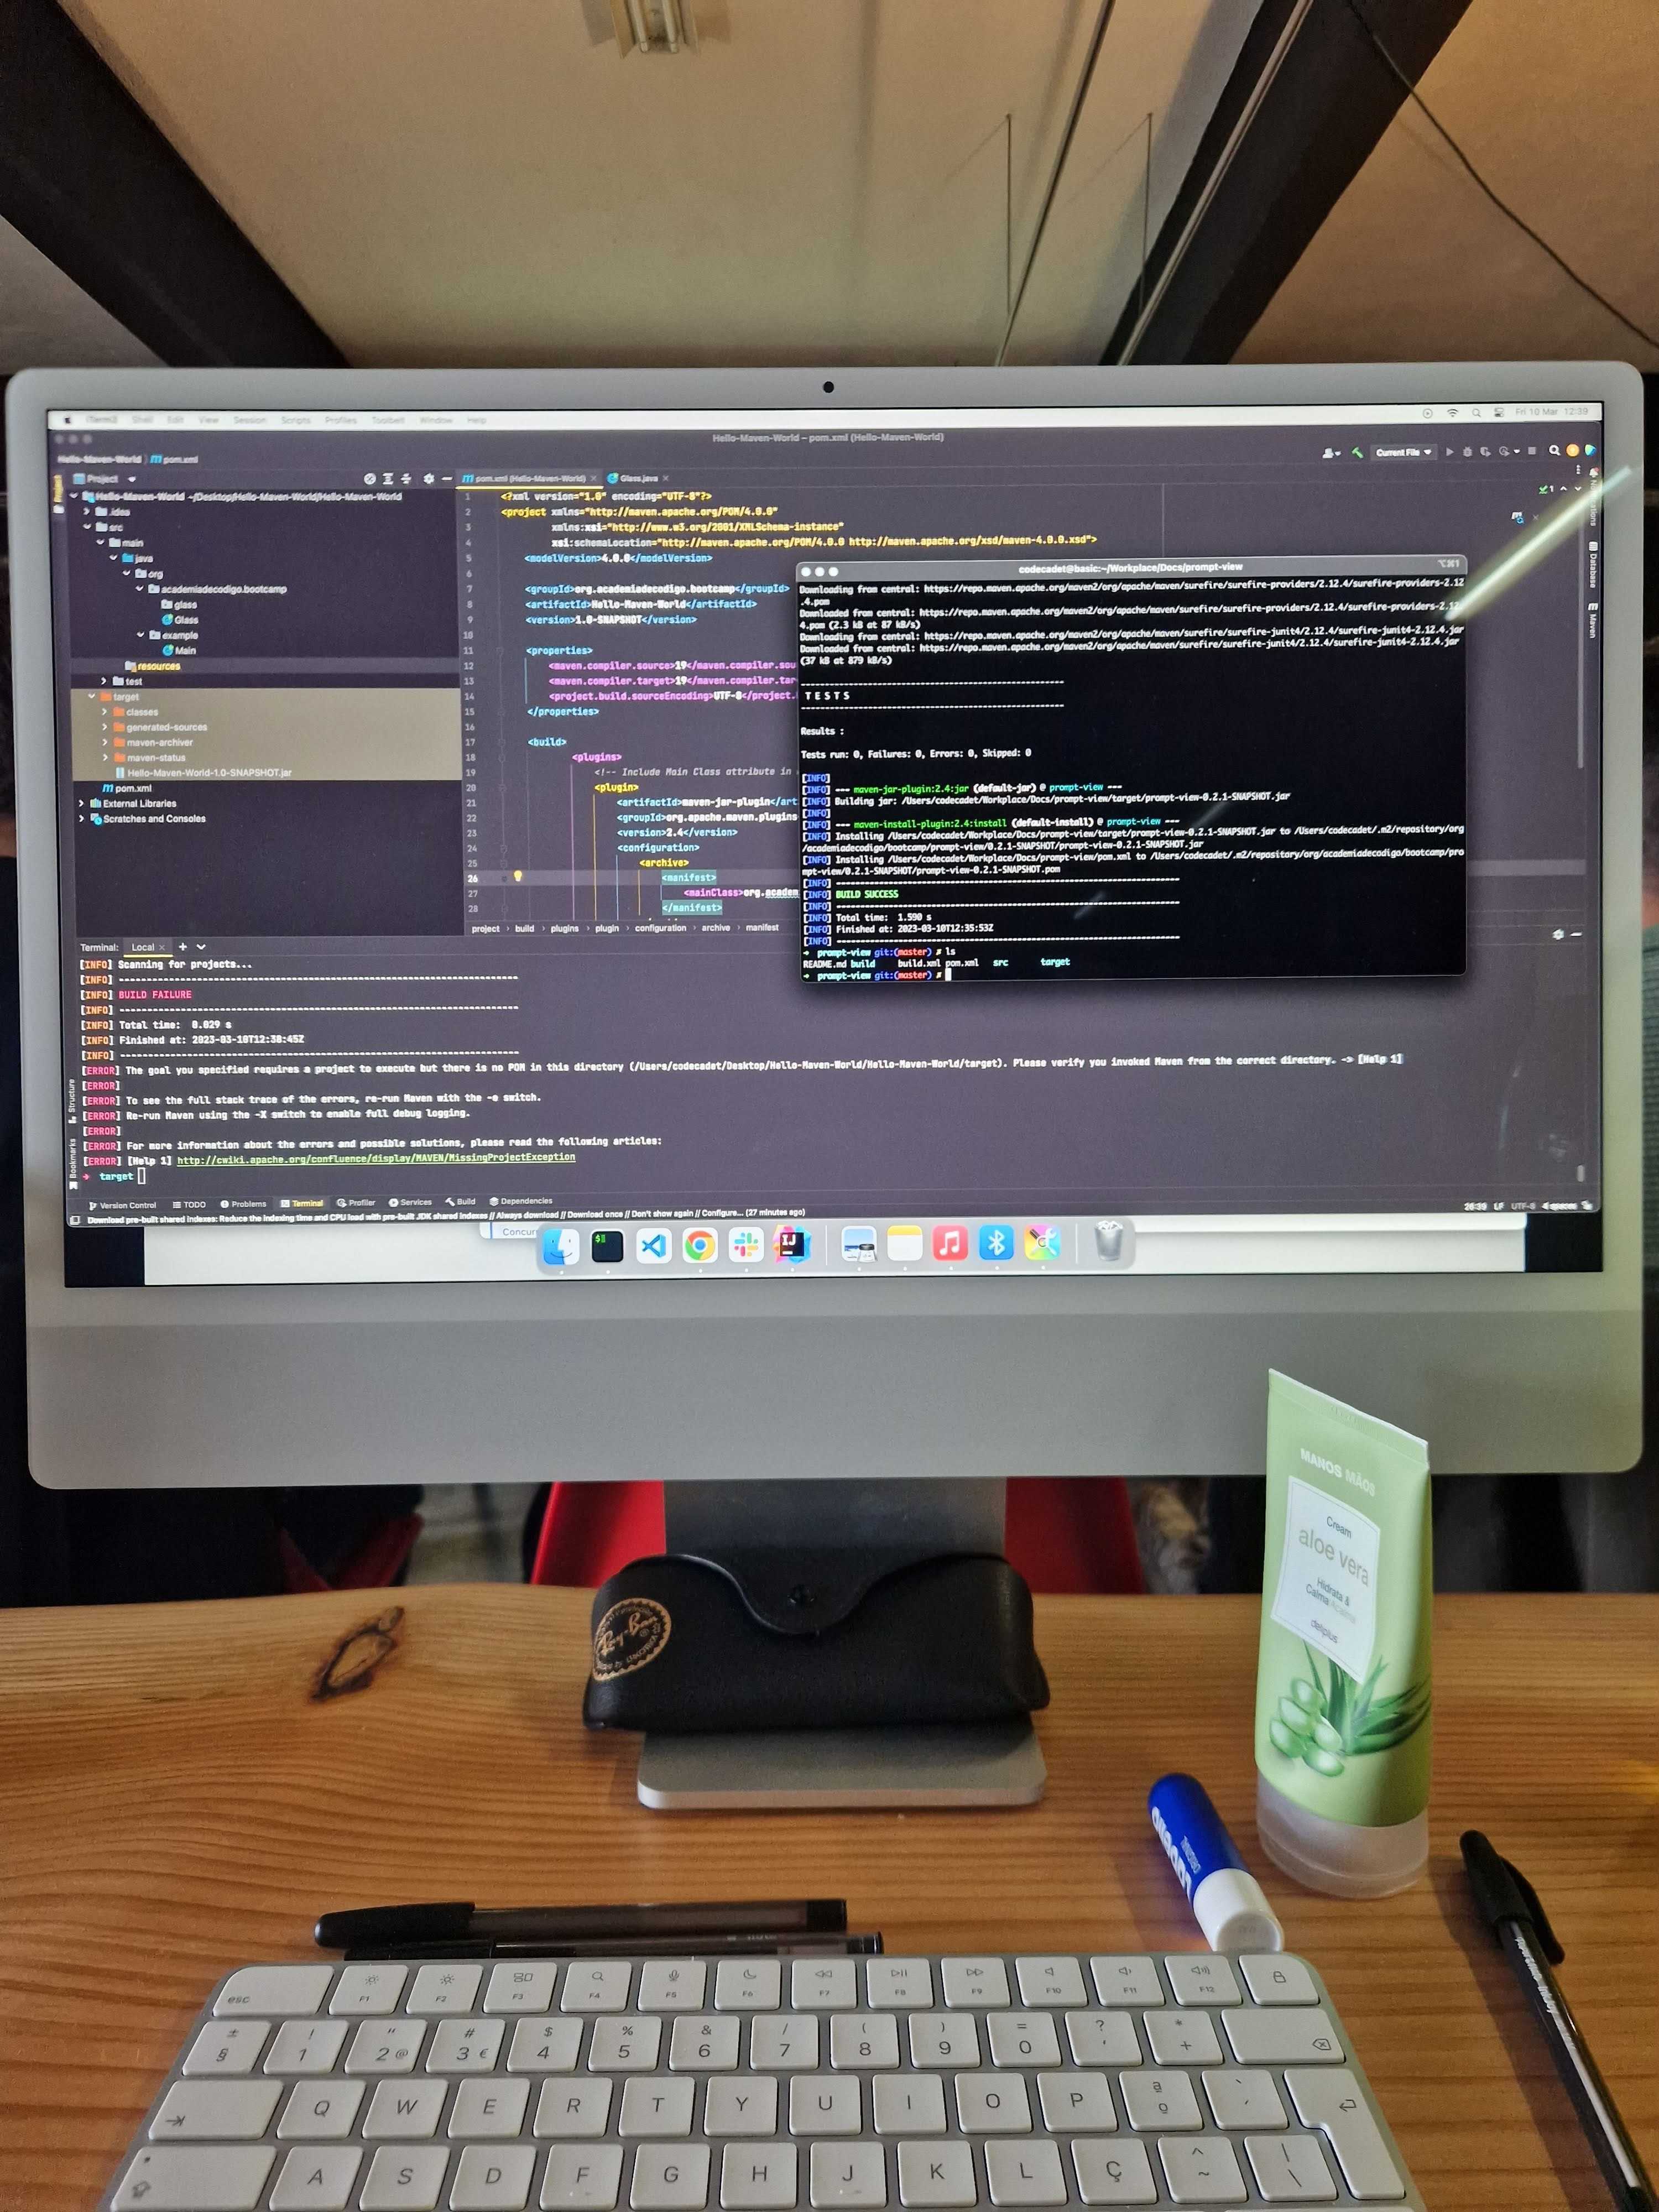 iTerm2 Shell Edit View Session Scripts Profiles Toolbelt Window Help
Fri 10 Mar 12:39
Hello-Maven-World – pom.xml (Hello-Maven-World)
Hello-Maven-World pom.xml
Current File
Project
pom.xml (Hello-Maven-World)
Glass.java
Project
Hello-Maven-World ~/Desktop/Hello-Maven-World/Hello-Maven-World
.idea
src
main
java
org
academiadecodigo.bootcamp
glass
Glass
example
Main
resources
test
target
classes
generated-sources
maven-archiver
maven-status
Hello-Maven-World-1.0-SNAPSHOT.jar
pom.xml
External Libraries
Scratches and Consoles
1 <?xml version="1.0" encoding="UTF-8"?>
2 <project xmlns="http://maven.apache.org/POM/4.0.0"
3 xmlns:xsi="http://www.w3.org/2001/XMLSchema-instance"
4 xsi:schemaLocation="http://maven.apache.org/POM/4.0.0 http://maven.apache.org/xsd/maven-4.0.0.xsd">
5 <modelVersion>4.0.0</modelVersion>
6
7 <groupId>org.academiadecodigo.bootcamp</groupId>
8 <artifactId>Hello-Maven-World</artifactId>
9 <version>1.0-SNAPSHOT</version>
10
11 <properties>
12 <maven.compiler.source>19</maven.compiler.sou
13 <maven.compiler.target>19</maven.compiler.tar
14 <project.build.sourceEncoding>UTF-8</project.
15 </properties>
16
17 <build>
18 <plugins>
19 <!-- Include Main Class attribute in
20 <plugin>
21 <artifactId>maven-jar-plugin</art
22 <groupId>org.apache.maven.plugins
23 <version>2.4</version>
24 <configuration>
25 <archive>
26 <manifest>
27 <mainClass>org.academ
28 </manifest>
project › build › plugins › plugin › configuration › archive › manifest
1
Notifications
Database
Maven
codecadet@basic:~/Workplace/Docs/prompt-view
⌥⌘1
Downloading from central: https://repo.maven.apache.org/maven2/org/apache/maven/surefire/surefire-providers/2.12.4/surefire-providers-2.12
.4.pom
Downloaded from central: https://repo.maven.apache.org/maven2/org/apache/maven/surefire/surefire-providers/2.12.4/surefire-providers-2.12.
4.pom (2.3 kB at 87 kB/s)
Downloading from central: https://repo.maven.apache.org/maven2/org/apache/maven/surefire/surefire-junit4/2.12.4/surefire-junit4-2.12.4.jar
Downloaded from central: https://repo.maven.apache.org/maven2/org/apache/maven/surefire/surefire-junit4/2.12.4/surefire-junit4-2.12.4.jar
(37 kB at 879 kB/s)
-------------------------------------------------------
T E S T S
-------------------------------------------------------
Results :
Tests run: 0, Failures: 0, Errors: 0, Skipped: 0
[INFO]
[INFO] --- maven-jar-plugin:2.4:jar (default-jar) @ prompt-view ---
[INFO] Building jar: /Users/codecadet/Workplace/Docs/prompt-view/target/prompt-view-0.2.1-SNAPSHOT.jar
[INFO]
[INFO] --- maven-install-plugin:2.4:install (default-install) @ prompt-view ---
[INFO] Installing /Users/codecadet/Workplace/Docs/prompt-view/target/prompt-view-0.2.1-SNAPSHOT.jar to /Users/codecadet/.m2/repository/org
/academiadecodigo/bootcamp/prompt-view/0.2.1-SNAPSHOT/prompt-view-0.2.1-SNAPSHOT.jar
[INFO] Installing /Users/codecadet/Workplace/Docs/prompt-view/pom.xml to /Users/codecadet/.m2/repository/org/academiadecodigo/bootcamp/pro
mpt-view/0.2.1-SNAPSHOT/prompt-view-0.2.1-SNAPSHOT.pom
[INFO] ------------------------------------------------------------------------
[INFO] BUILD SUCCESS
[INFO] ------------------------------------------------------------------------
[INFO] Total time: 1.590 s
[INFO] Finished at: 2023-03-10T12:35:53Z
[INFO] ------------------------------------------------------------------------
➜ prompt-view git:(master) ✗ ls
README.md build build.xml pom.xml src target
➜ prompt-view git:(master) ✗
Terminal: Local
[INFO] Scanning for projects...
[INFO] ------------------------------------------------------------------------
[INFO] BUILD FAILURE
[INFO] ------------------------------------------------------------------------
[INFO] Total time: 0.029 s
[INFO] Finished at: 2023-03-10T12:38:45Z
[INFO] ------------------------------------------------------------------------
[ERROR] The goal you specified requires a project to execute but there is no POM in this directory (/Users/codecadet/Desktop/Hello-Maven-World/Hello-Maven-World/target). Please verify you invoked Maven from the correct directory. -> [Help 1]
[ERROR]
[ERROR] To see the full stack trace of the errors, re-run Maven with the -e switch.
[ERROR] Re-run Maven using the -X switch to enable full debug logging.
[ERROR]
[ERROR] For more information about the errors and possible solutions, please read the following articles:
[ERROR] [Help 1] http://cwiki.apache.org/confluence/display/MAVEN/MissingProjectException
➜ target
Structure
Bookmarks
Version Control TODO Problems Terminal Profiler Services Build Dependencies
Download pre-built shared indexes: Reduce the indexing time and CPU load with pre-built JDK shared indexes // Always download // Download once // Don't show again // Configure... (27 minutes ago)
26:39 LF UTF-8 4 spaces
Concur
IJ
MANOS MÃOS
Cream
aloe vera
Hidrata &
Calma
deliplus
Ray-Ban
esc F1 F2 F3 F4 F5 F6 F7 F8 F9 F10 F11 F12
± ! " # $ % & / ( ) = ? *
§ 1 2 @ 3 € 4 5 6 7 8 9 0 ' +
Q W E R T Y U I O P ª º ` ´
A S D F G H J K L Ç ^ ~ | \